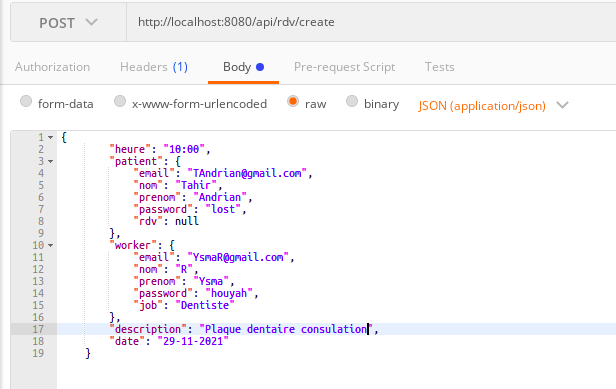 POST http://localhost:8080/api/rdv/create
Authorization Headers (1) Body Pre-request Script Tests
form-data x-www-form-urlencoded raw binary JSON (application/json)
1 {
2 "heure": "10:00",
3 "patient": {
4 "email": "TAndrian@gmail.com",
5 "nom": "Tahir",
6 "prenom": "Andrian",
7 "password": "lost",
8 "rdv": null
9 },
10 "worker": {
11 "email": "YsmaR@gmail.com",
12 "nom": "R",
13 "prenom": "Ysma",
14 "password": "houyah",
15 "job": "Dentiste"
16 },
17 "description": "Plaque dentaire consulation",
18 "date": "29-11-2021"
19 }